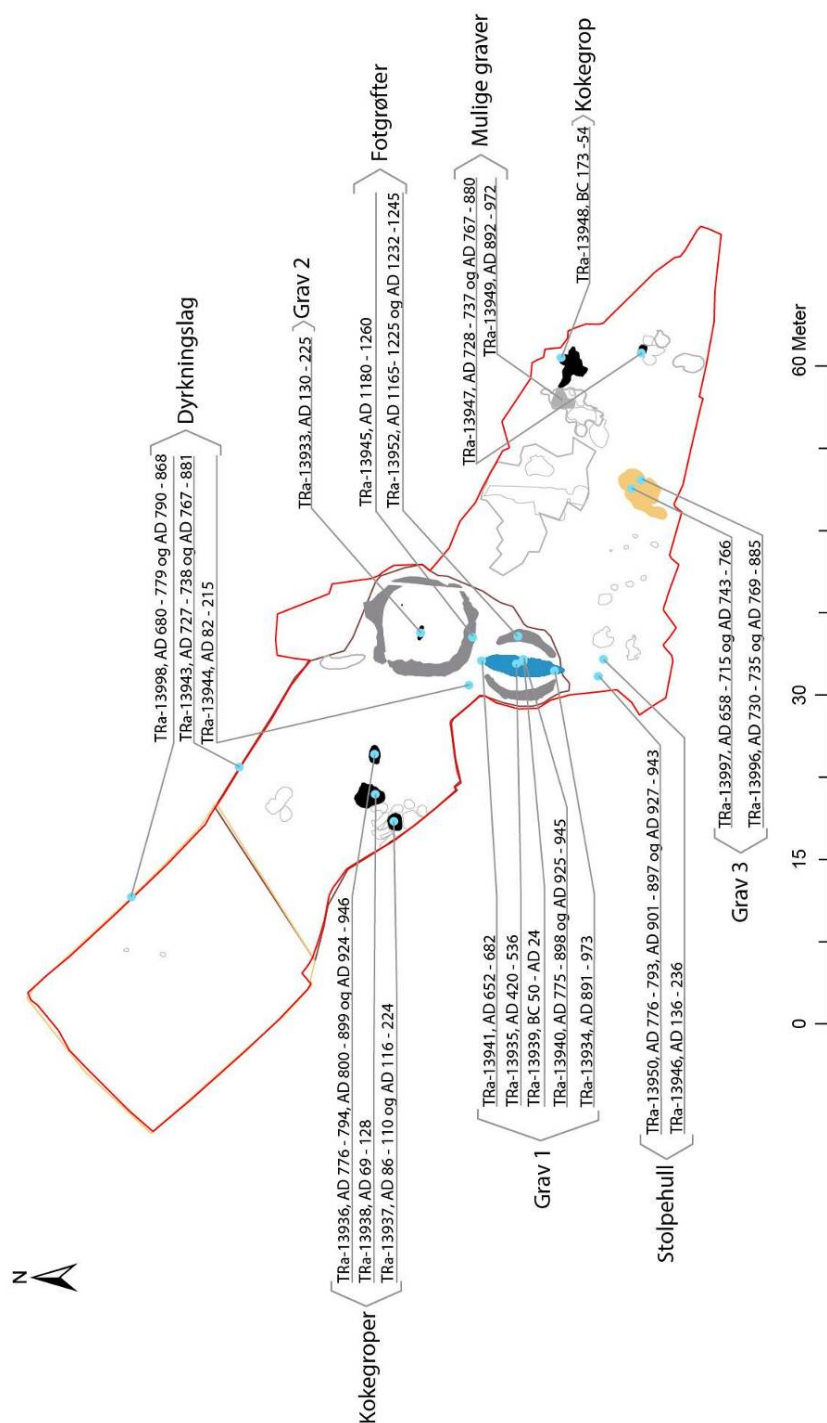 N
Kokegroper
TRa-13936, AD 776 - 794, AD 800 - 899 og AD 924 - 946
TRa-13938, AD 69 - 128
TRa-13937, AD 86 - 110 og AD 116 - 224
Dyrkningslag
TRa-13998, AD 680 - 779 og AD 790 - 868
TRa-13943, AD 727 - 738 og AD 767 - 881
TRa-13944, AD 82 - 215
Grav 2
TRa-13933, AD 130 - 225
Fotgrøfter
TRa-13945, AD 1180 - 1260
TRa-13952, AD 1165- 1225 og AD 1232 -1245
Mulige graver
TRa-13947, AD 728 - 737 og AD 767 - 880
TRa-13949, AD 892 - 972
Kokegrop
TRa-13948, BC 173 -54
Grav 1
TRa-13941, AD 652 - 682
TRa-13935, AD 420 - 536
TRa-13939, BC 50 - AD 24
TRa-13940, AD 775 - 898 og AD 925 - 945
TRa-13934, AD 891 - 973
Stolpehull
TRa-13950, AD 776 - 793, AD 901 - 897 og AD 927 - 943
TRa-13946, AD 136 - 236
Grav 3
TRa-13997, AD 658 - 715 og AD 743 - 766
TRa-13996, AD 730 - 735 og AD 769 - 885
0 15 30 60 Meter